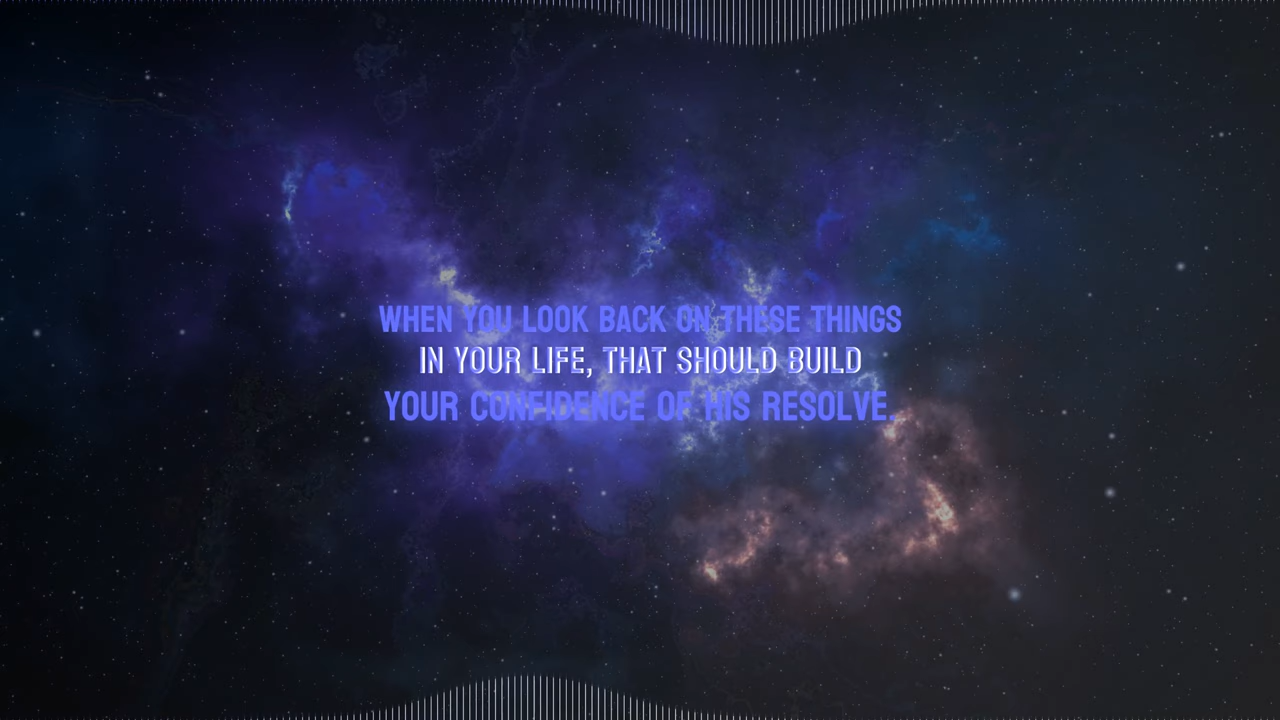 WHEN YOU LOOK BACK ON THESE THINGS
IN YOUR LIFE, THAT SHOULD BUILD
YOUR CONFIDENCE OF HIS RESOLVE.